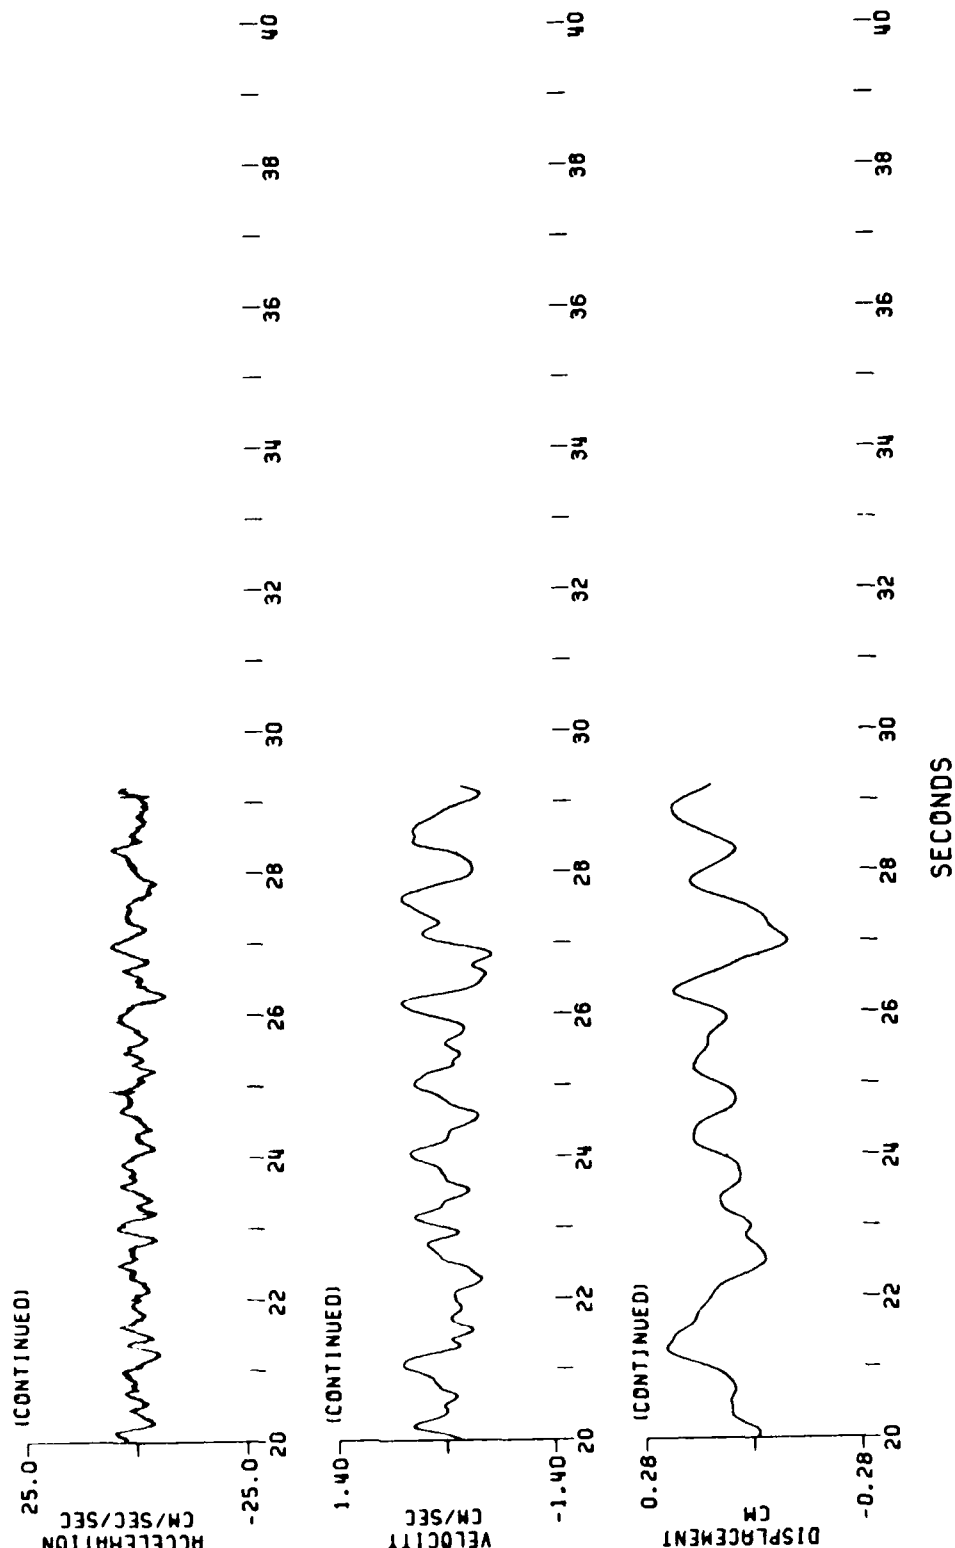 (CONTINUED)
25.0
ACCELERATION
CM/SEC/SEC
-25.0
20 22 24 26 28 30 32 34 36 38 40
(CONTINUED)
1.40
VELOCITY
CM/SEC
-1.40
20 22 24 26 28 30 32 34 36 38 40
(CONTINUED)
0.28
DISPLACEMENT
CM
-0.28
20 22 24 26 28 30 32 34 36 38 40
SECONDS